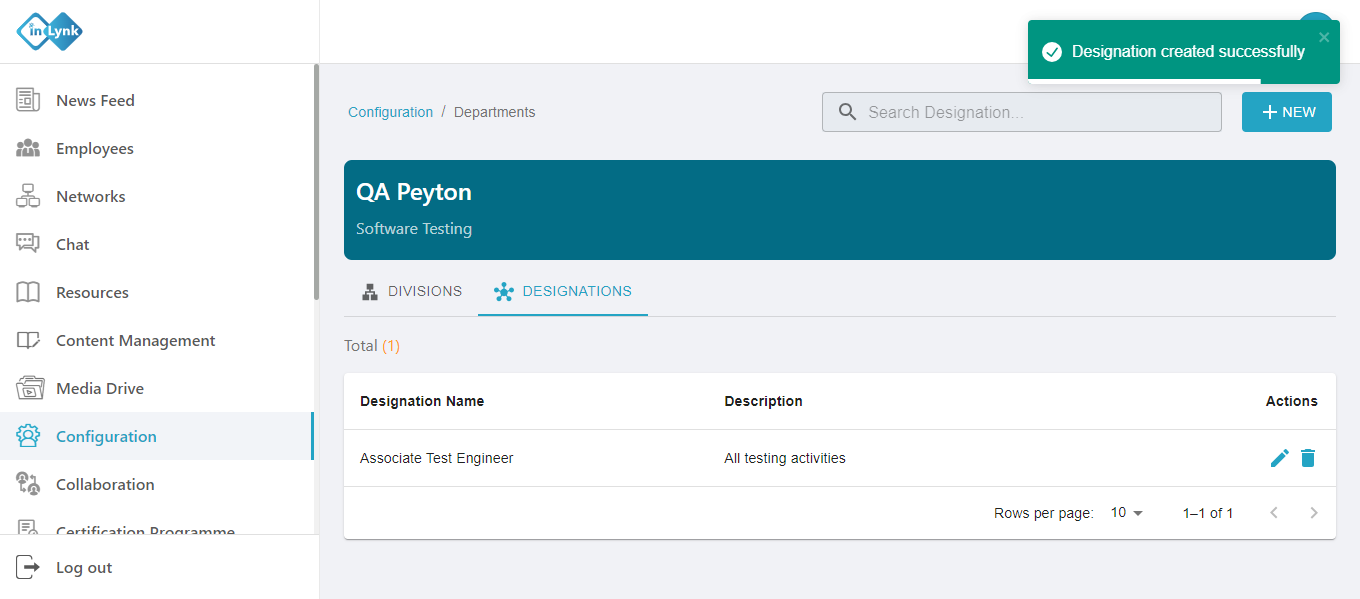 inLynk
Designation created successfully
News Feed
Employees
Networks
Chat
Resources
Content Management
Media Drive
Configuration
Collaboration
Certification Programme
Log out
Configuration / Departments
Search Designation...
NEW
QA Peyton
Software Testing
DIVISIONS
DESIGNATIONS
Total (1)
Designation Name Description Actions
Associate Test Engineer All testing activities
Rows per page: 10 1–1 of 1